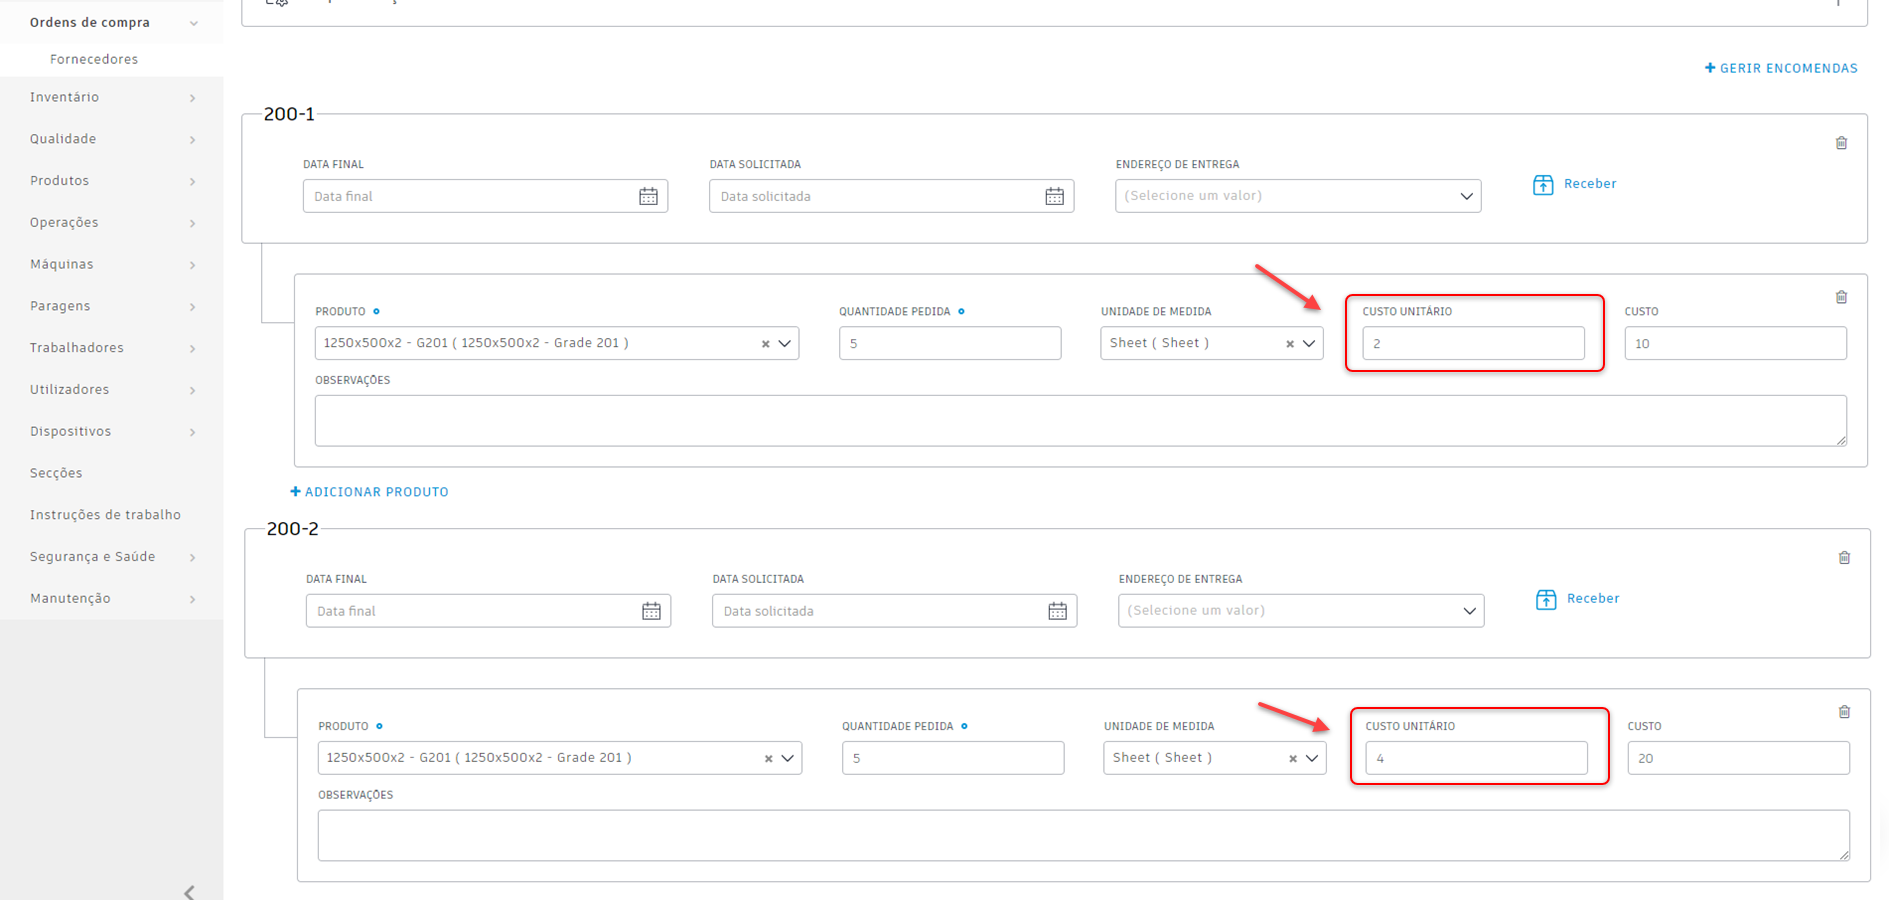 Ordens de compra
Fornecedores
Inventário
Qualidade
Produtos
Operações
Máquinas
Paragens
Trabalhadores
Utilizadores
Dispositivos
Secções
Instruções de trabalho
Segurança e Saúde
Manutenção
+ GERIR ENCOMENDAS
200-1
DATA FINAL DATA SOLICITADA ENDEREÇO DE ENTREGA
Data final Data solicitada (Selecione um valor) Receber
PRODUTO QUANTIDADE PEDIDA UNIDADE DE MEDIDA CUSTO UNITÁRIO CUSTO
1250x500x2 - G201 ( 1250x500x2 - Grade 201 ) 5 Sheet ( Sheet ) 2 10
OBSERVAÇÕES
+ ADICIONAR PRODUTO
200-2
DATA FINAL DATA SOLICITADA ENDEREÇO DE ENTREGA
Data final Data solicitada (Selecione um valor) Receber
PRODUTO QUANTIDADE PEDIDA UNIDADE DE MEDIDA CUSTO UNITÁRIO CUSTO
1250x500x2 - G201 ( 1250x500x2 - Grade 201 ) 5 Sheet ( Sheet ) 4 20
OBSERVAÇÕES